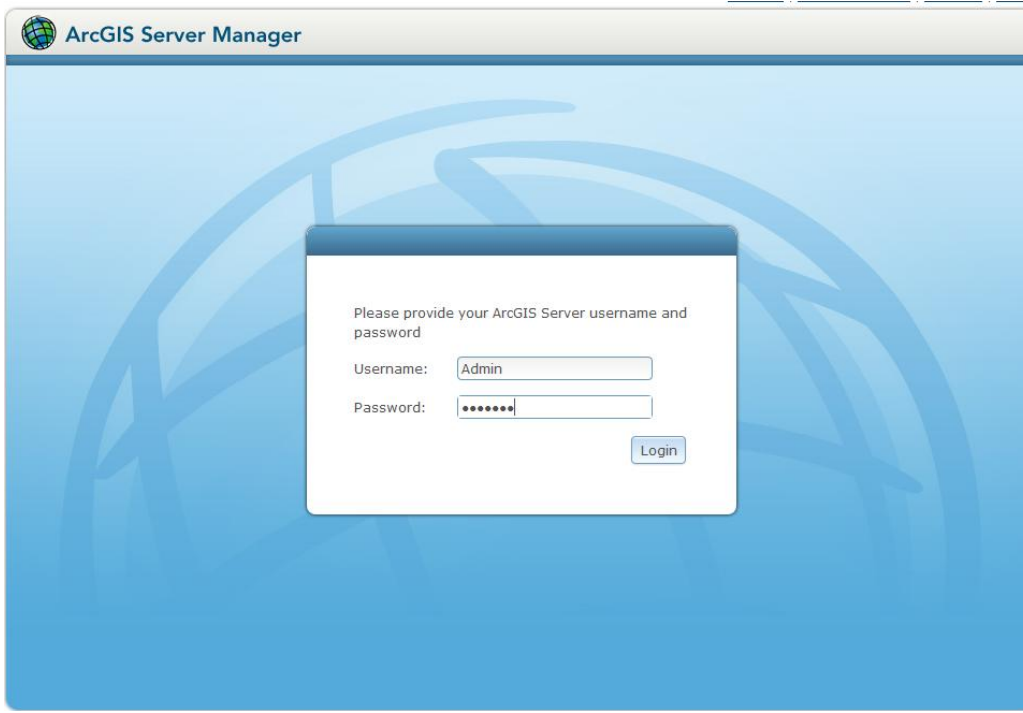 ArcGIS Server Manager
Please provide your ArcGIS Server username and
password
Username: Admin
Password: •••••••
Login